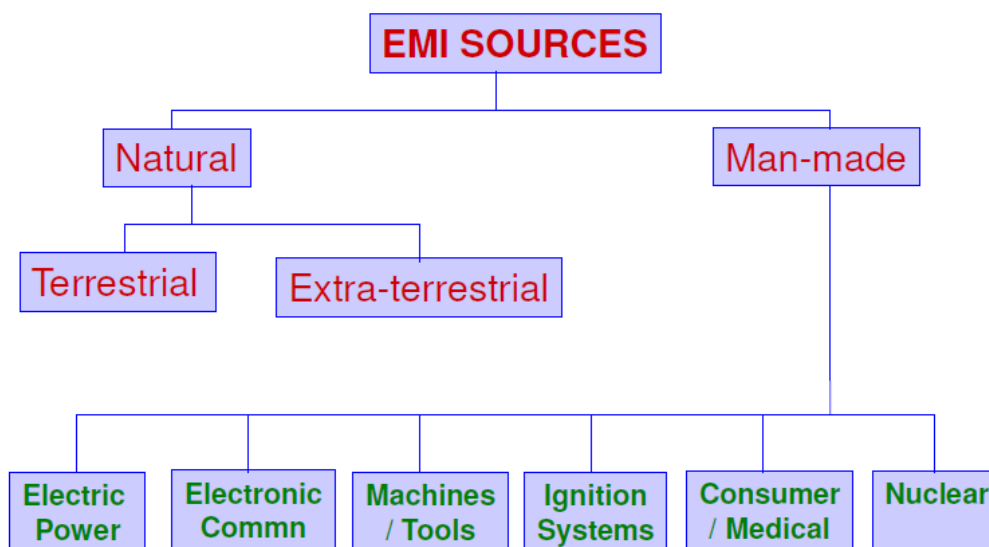 EMI SOURCES
Natural
Man-made
Terrestrial
Extra-terrestrial
Electric
Power
Electronic
Commn
Machines
/ Tools
Ignition
Systems
Consumer
/ Medical
Nuclear